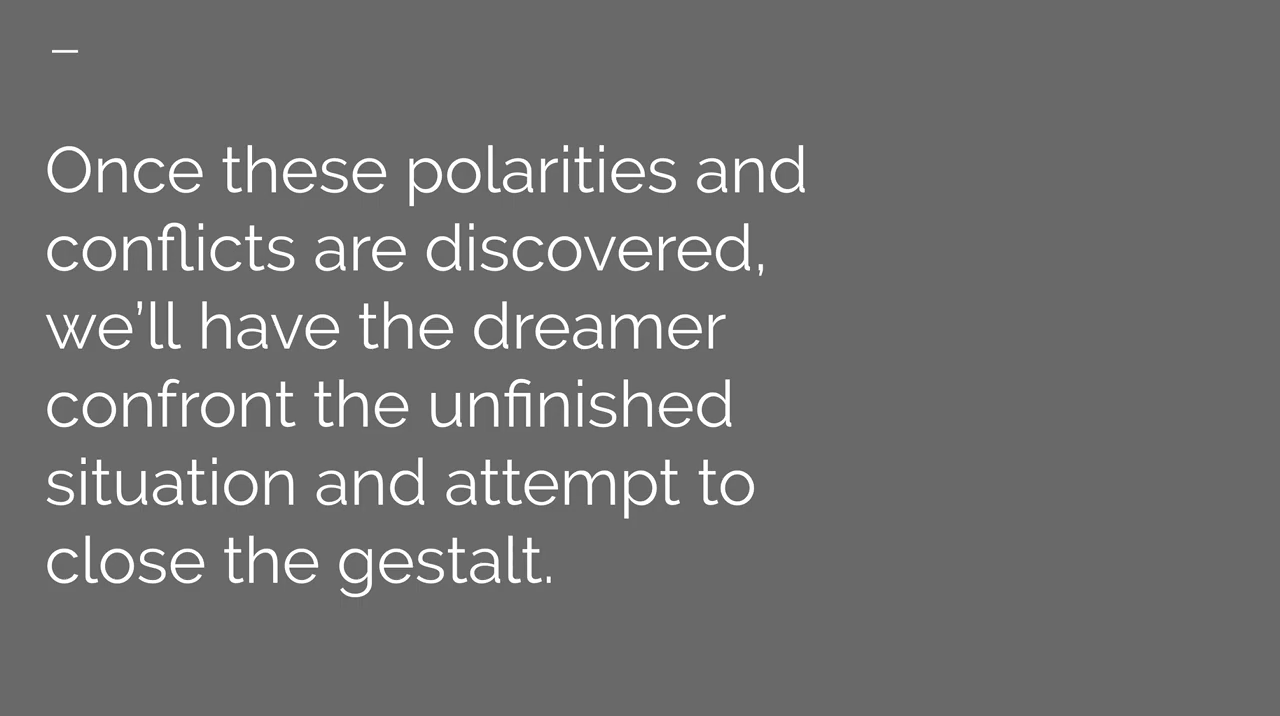 Once these polarities and
conflicts are discovered,
we’ll have the dreamer
confront the unfinished
situation and attempt to
close the gestalt.